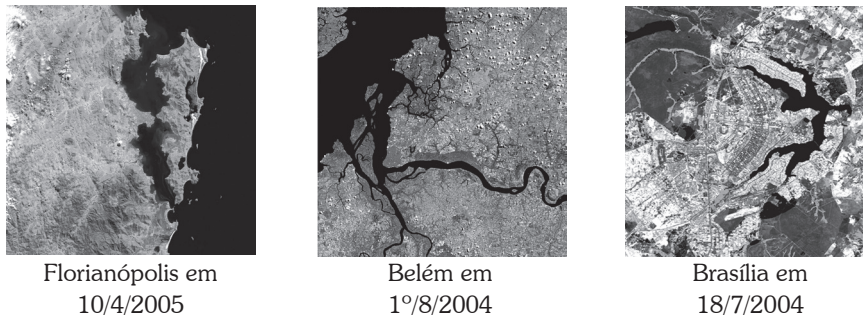 Florianópolis em
10/4/2005
Belém em
1º/8/2004
Brasília em
18/7/2004